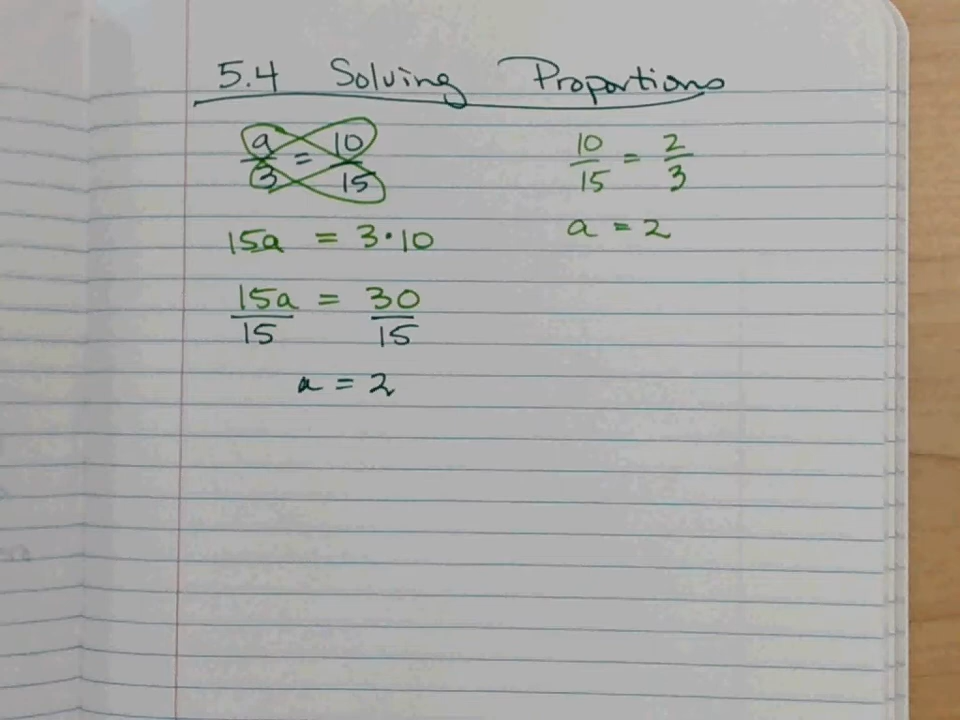 5.4 Solving Proportions
a/3 = 10/15
15a = 3·10
15a/15 = 30/15
a = 2
10/15 = 2/3
a = 2